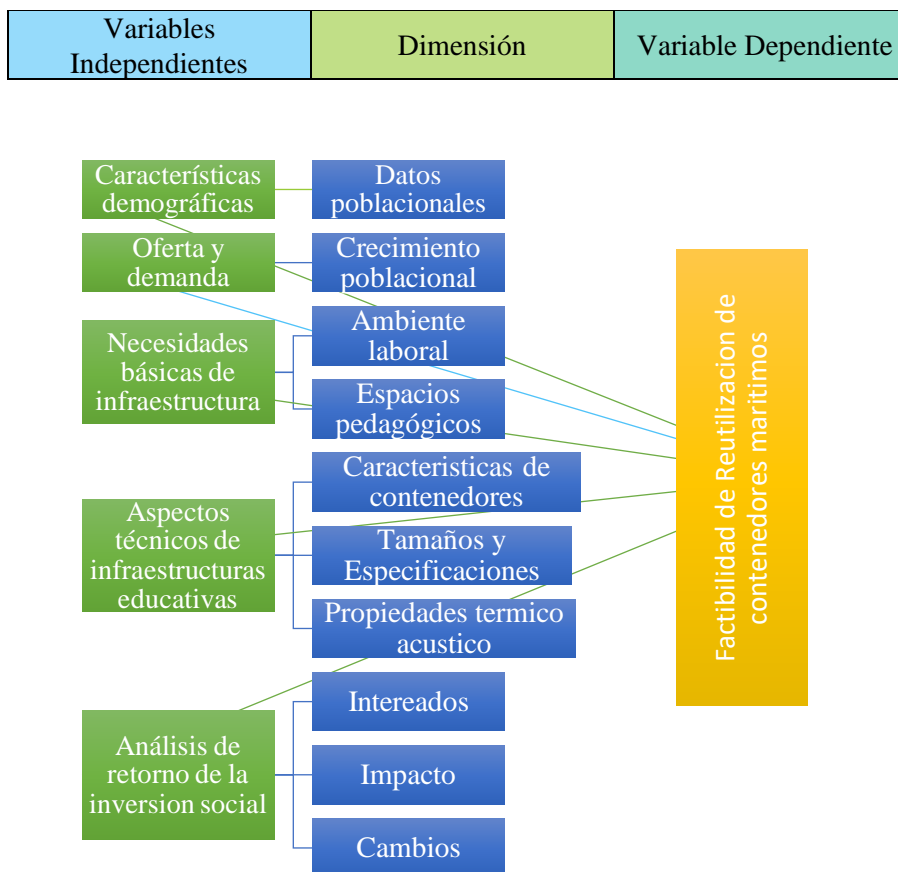 Variables
Independientes
Dimensión
Variable Dependiente
Características
demográficas
Datos
poblacionales
Oferta y
demanda
Crecimiento
poblacional
Necesidades
básicas de
infraestructura
Ambiente
laboral
Espacios
pedagógicos
Aspectos
técnicos de
infraestructuras
educativas
Caracteristicas de
contenedores
Tamaños y
Especificaciones
Propiedades termico
acustico
Análisis de
retorno de la
inversion social
Intereados
Impacto
Cambios
Factibilidad de Reutilizacion de
contenedores maritimos